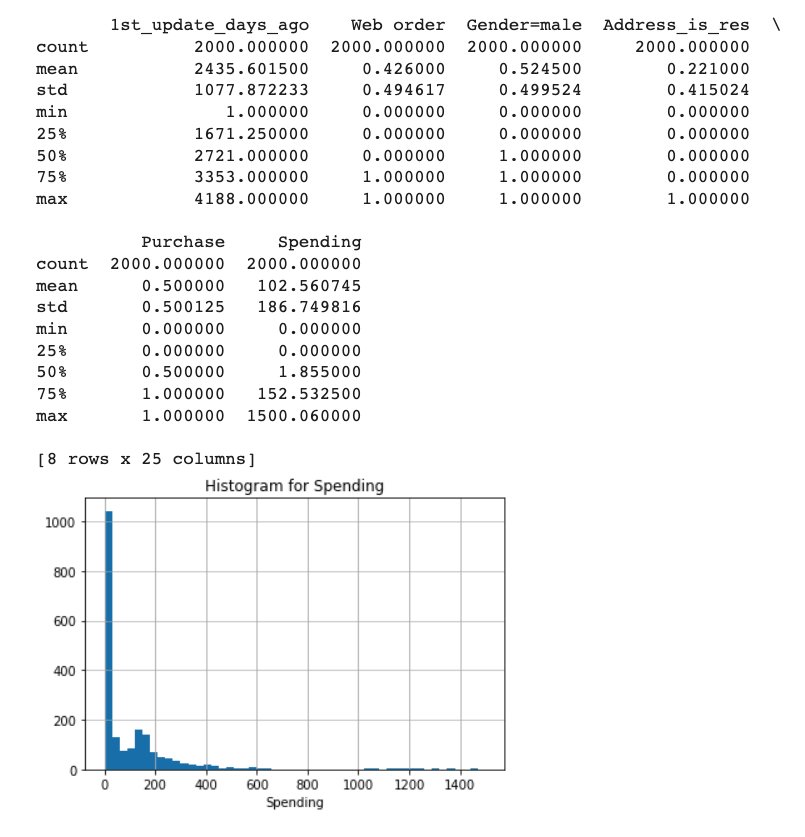 1st_update_days_ago Web order Gender=male Address_is_res \
count 2000.000000 2000.000000 2000.000000 2000.000000
mean 2435.601500 0.426000 0.524500 0.221000
std 1077.872233 0.494617 0.499524 0.415024
min 1.000000 0.000000 0.000000 0.000000
25% 1671.250000 0.000000 0.000000 0.000000
50% 2721.000000 0.000000 1.000000 0.000000
75% 3353.000000 1.000000 1.000000 0.000000
max 4188.000000 1.000000 1.000000 1.000000
Purchase Spending
count 2000.000000 2000.000000
mean 0.500000 102.560745
std 0.500125 186.749816
min 0.000000 0.000000
25% 0.000000 0.000000
50% 0.500000 1.855000
75% 1.000000 152.532500
max 1.000000 1500.060000
[8 rows x 25 columns]
Histogram for Spending
1000
800
600
400
200
0
0 200 400 600 800 1000 1200 1400
Spending